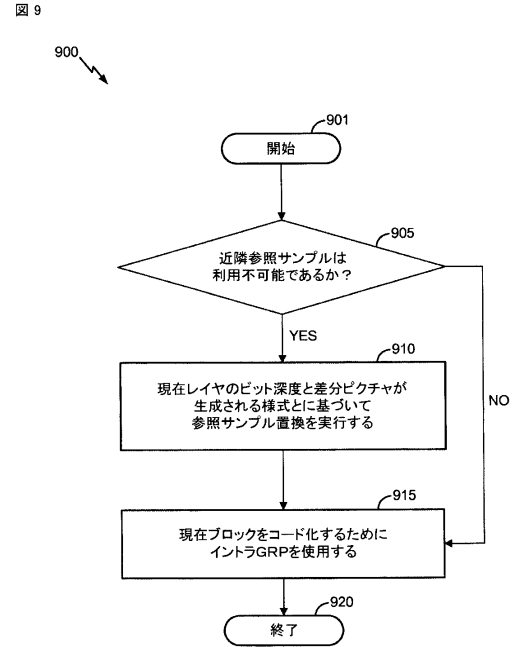 図 9
900
901
開始
905
近隣参照サンプルは
利用不可能であるか？
YES
910
現在レイヤのビット深度と差分ピクチャが
生成される様式とに基づいて
参照サンプル置換を実行する
NO
915
現在ブロックをコード化するために
イントラGRPを使用する
920
終了